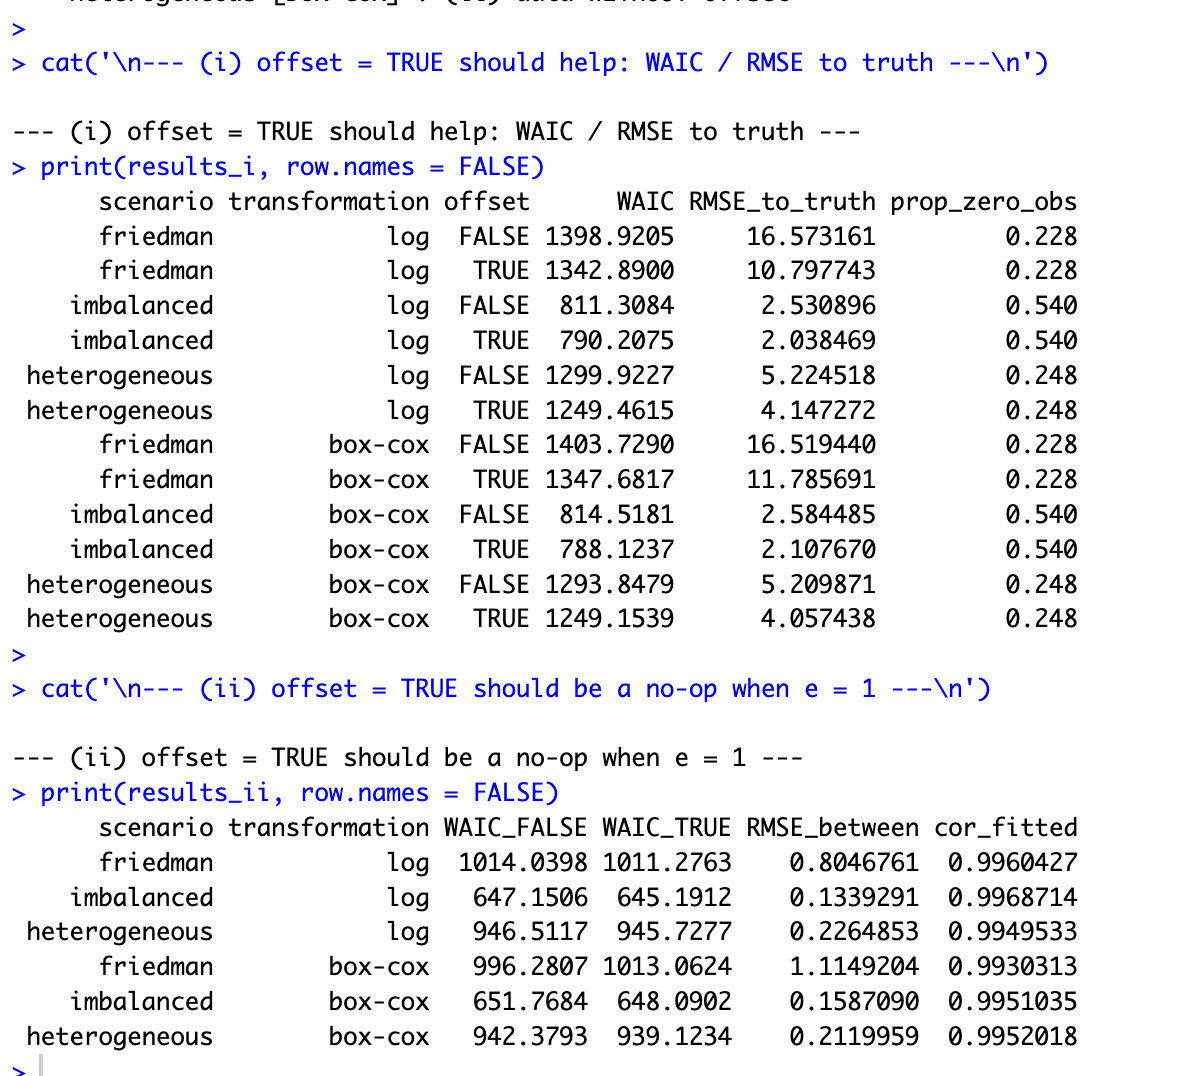 >
> cat('\n--- (i) offset = TRUE should help: WAIC / RMSE to truth ---\n')
--- (i) offset = TRUE should help: WAIC / RMSE to truth ---
> print(results_i, row.names = FALSE)
scenario transformation offset WAIC RMSE_to_truth prop_zero_obs
friedman log FALSE 1398.9205 16.573161 0.228
friedman log TRUE 1342.8900 10.797743 0.228
imbalanced log FALSE 811.3084 2.530896 0.540
imbalanced log TRUE 790.2075 2.038469 0.540
heterogeneous log FALSE 1299.9227 5.224518 0.248
heterogeneous log TRUE 1249.4615 4.147272 0.248
friedman box-cox FALSE 1403.7290 16.519440 0.228
friedman box-cox TRUE 1347.6817 11.785691 0.228
imbalanced box-cox FALSE 814.5181 2.584485 0.540
imbalanced box-cox TRUE 788.1237 2.107670 0.540
heterogeneous box-cox FALSE 1293.8479 5.209871 0.248
heterogeneous box-cox TRUE 1249.1539 4.057438 0.248
>
> cat('\n--- (ii) offset = TRUE should be a no-op when e = 1 ---\n')
--- (ii) offset = TRUE should be a no-op when e = 1 ---
> print(results_ii, row.names = FALSE)
scenario transformation WAIC_FALSE WAIC_TRUE RMSE_between cor_fitted
friedman log 1014.0398 1011.2763 0.8046761 0.9960427
imbalanced log 647.1506 645.1912 0.1339291 0.9968714
heterogeneous log 946.5117 945.7277 0.2264853 0.9949533
friedman box-cox 996.2807 1013.0624 1.1149204 0.9930313
imbalanced box-cox 651.7684 648.0902 0.1587090 0.9951035
heterogeneous box-cox 942.3793 939.1234 0.2119959 0.9952018
>